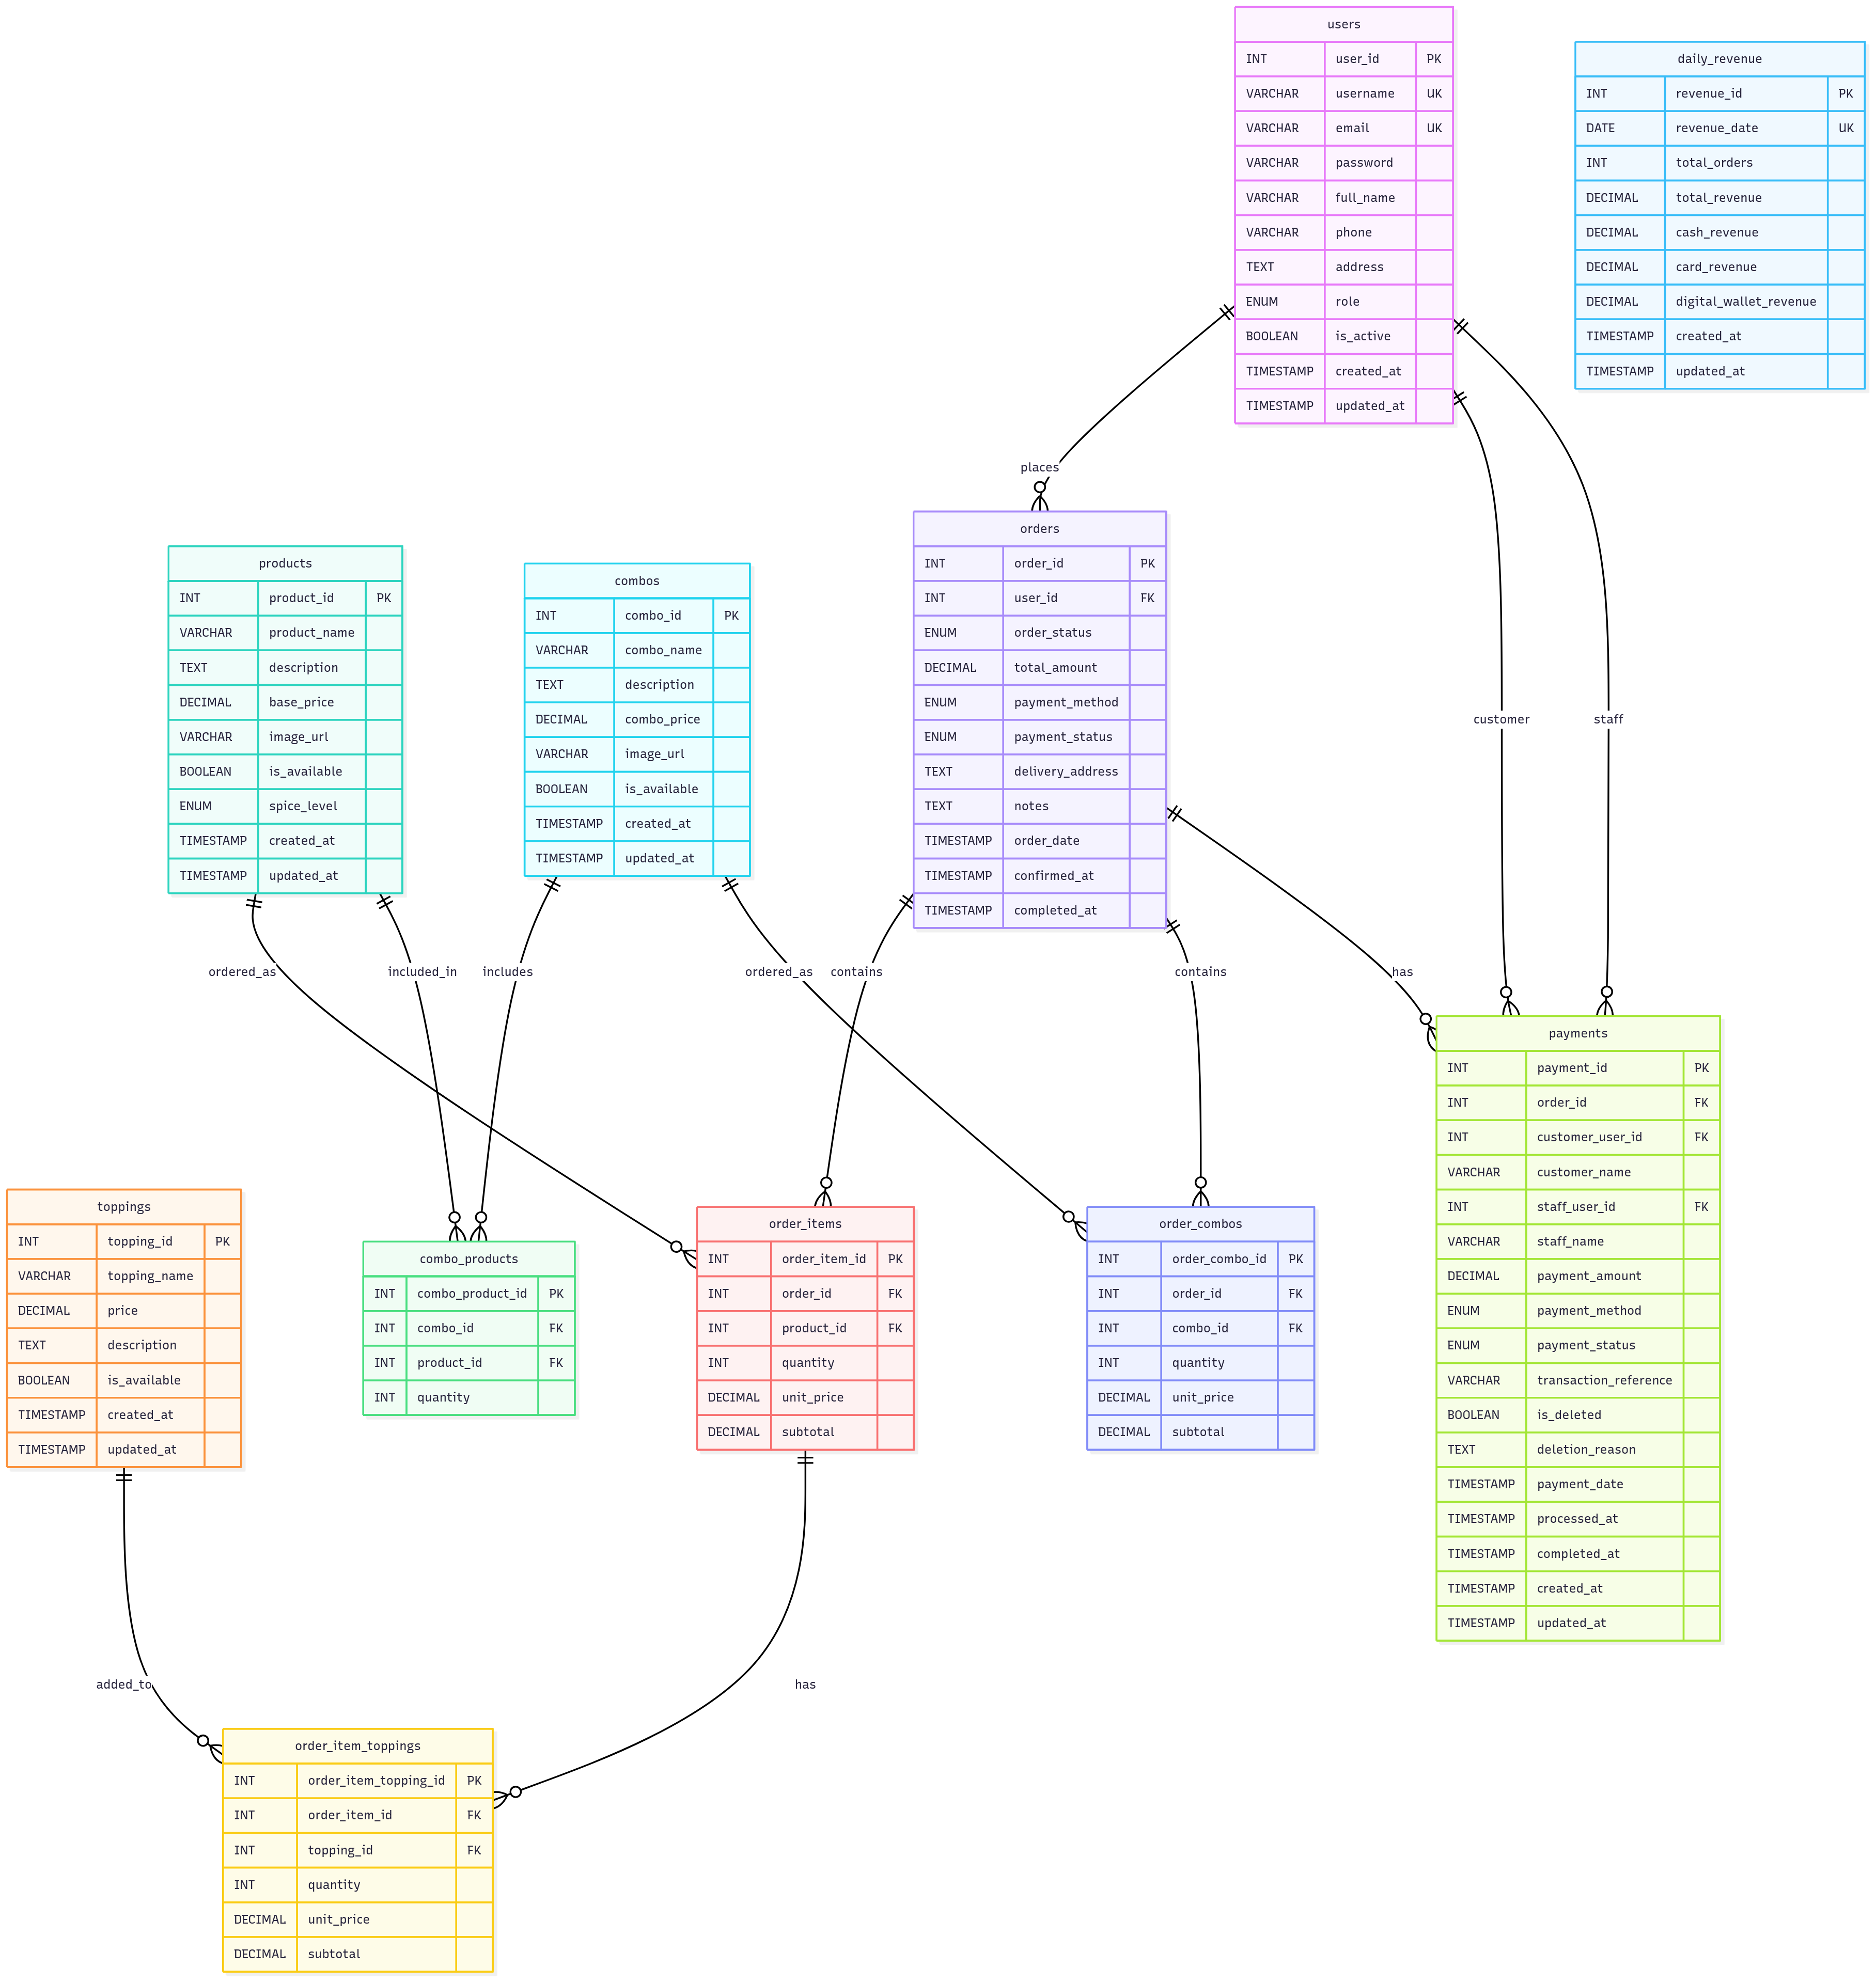 users
INT user_id PK
VARCHAR username UK
VARCHAR email UK
VARCHAR password
VARCHAR full_name
VARCHAR phone
TEXT address
ENUM role
BOOLEAN is_active
TIMESTAMP created_at
TIMESTAMP updated_at
daily_revenue
INT revenue_id PK
DATE revenue_date UK
INT total_orders
DECIMAL total_revenue
DECIMAL cash_revenue
DECIMAL card_revenue
DECIMAL digital_wallet_revenue
TIMESTAMP created_at
TIMESTAMP updated_at
places
products
INT product_id PK
VARCHAR product_name
TEXT description
DECIMAL base_price
VARCHAR image_url
BOOLEAN is_available
ENUM spice_level
TIMESTAMP created_at
TIMESTAMP updated_at
combos
INT combo_id PK
VARCHAR combo_name
TEXT description
DECIMAL combo_price
VARCHAR image_url
BOOLEAN is_available
TIMESTAMP created_at
TIMESTAMP updated_at
orders
INT order_id PK
INT user_id FK
ENUM order_status
DECIMAL total_amount
ENUM payment_method
ENUM payment_status
TEXT delivery_address
TEXT notes
TIMESTAMP order_date
TIMESTAMP confirmed_at
TIMESTAMP completed_at
customer
staff
ordered_as
included_in
includes
ordered_as
contains
contains
has
toppings
INT topping_id PK
VARCHAR topping_name
DECIMAL price
TEXT description
BOOLEAN is_available
TIMESTAMP created_at
TIMESTAMP updated_at
combo_products
INT combo_product_id PK
INT combo_id FK
INT product_id FK
INT quantity
order_items
INT order_item_id PK
INT order_id FK
INT product_id FK
INT quantity
DECIMAL unit_price
DECIMAL subtotal
order_combos
INT order_combo_id PK
INT order_id FK
INT combo_id FK
INT quantity
DECIMAL unit_price
DECIMAL subtotal
payments
INT payment_id PK
INT order_id FK
INT customer_user_id FK
VARCHAR customer_name
INT staff_user_id FK
VARCHAR staff_name
DECIMAL payment_amount
ENUM payment_method
ENUM payment_status
VARCHAR transaction_reference
BOOLEAN is_deleted
TEXT deletion_reason
TIMESTAMP payment_date
TIMESTAMP processed_at
TIMESTAMP completed_at
TIMESTAMP created_at
TIMESTAMP updated_at
added_to
has
order_item_toppings
INT order_item_topping_id PK
INT order_item_id FK
INT topping_id FK
INT quantity
DECIMAL unit_price
DECIMAL subtotal